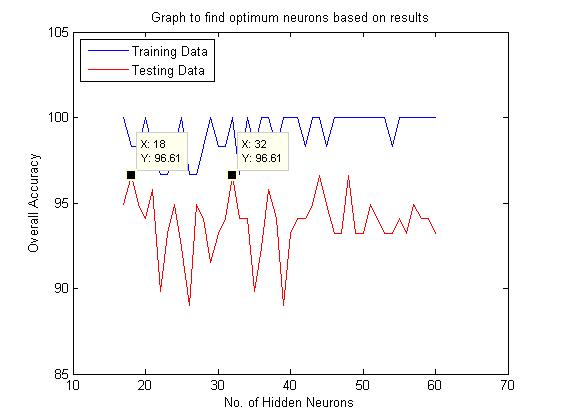 Graph to find optimum neurons based on results
105
Training Data
Testing Data
100
X: 18
Y: 96.61
X: 32
Y: 96.61
95
90
85
Overall Accuracy
10
20
30
40
50
60
70
No. of Hidden Neurons